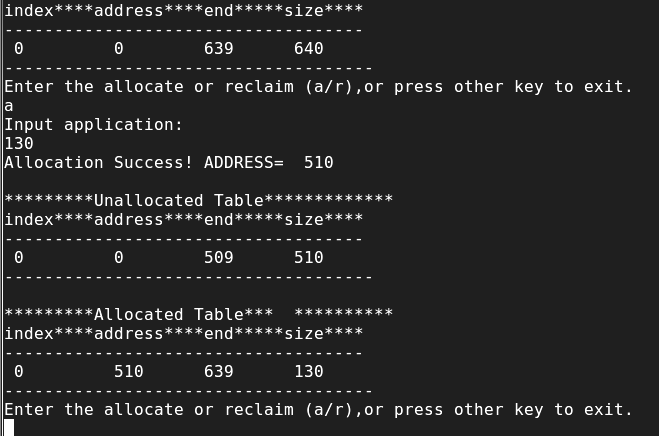 index****address****end*****size****
------------------------------------
 0         0        639      640
-------------------------------------
Enter the allocate or reclaim (a/r),or press other key to exit.
a
Input application:
130
Allocation Success! ADDRESS=  510
*********Unallocated Table*************
index****address****end*****size****
------------------------------------
 0         0        509      510
-------------------------------------
*********Allocated Table***  **********
index****address****end*****size****
------------------------------------
 0         510      639      130
-------------------------------------
Enter the allocate or reclaim (a/r),or press other key to exit.